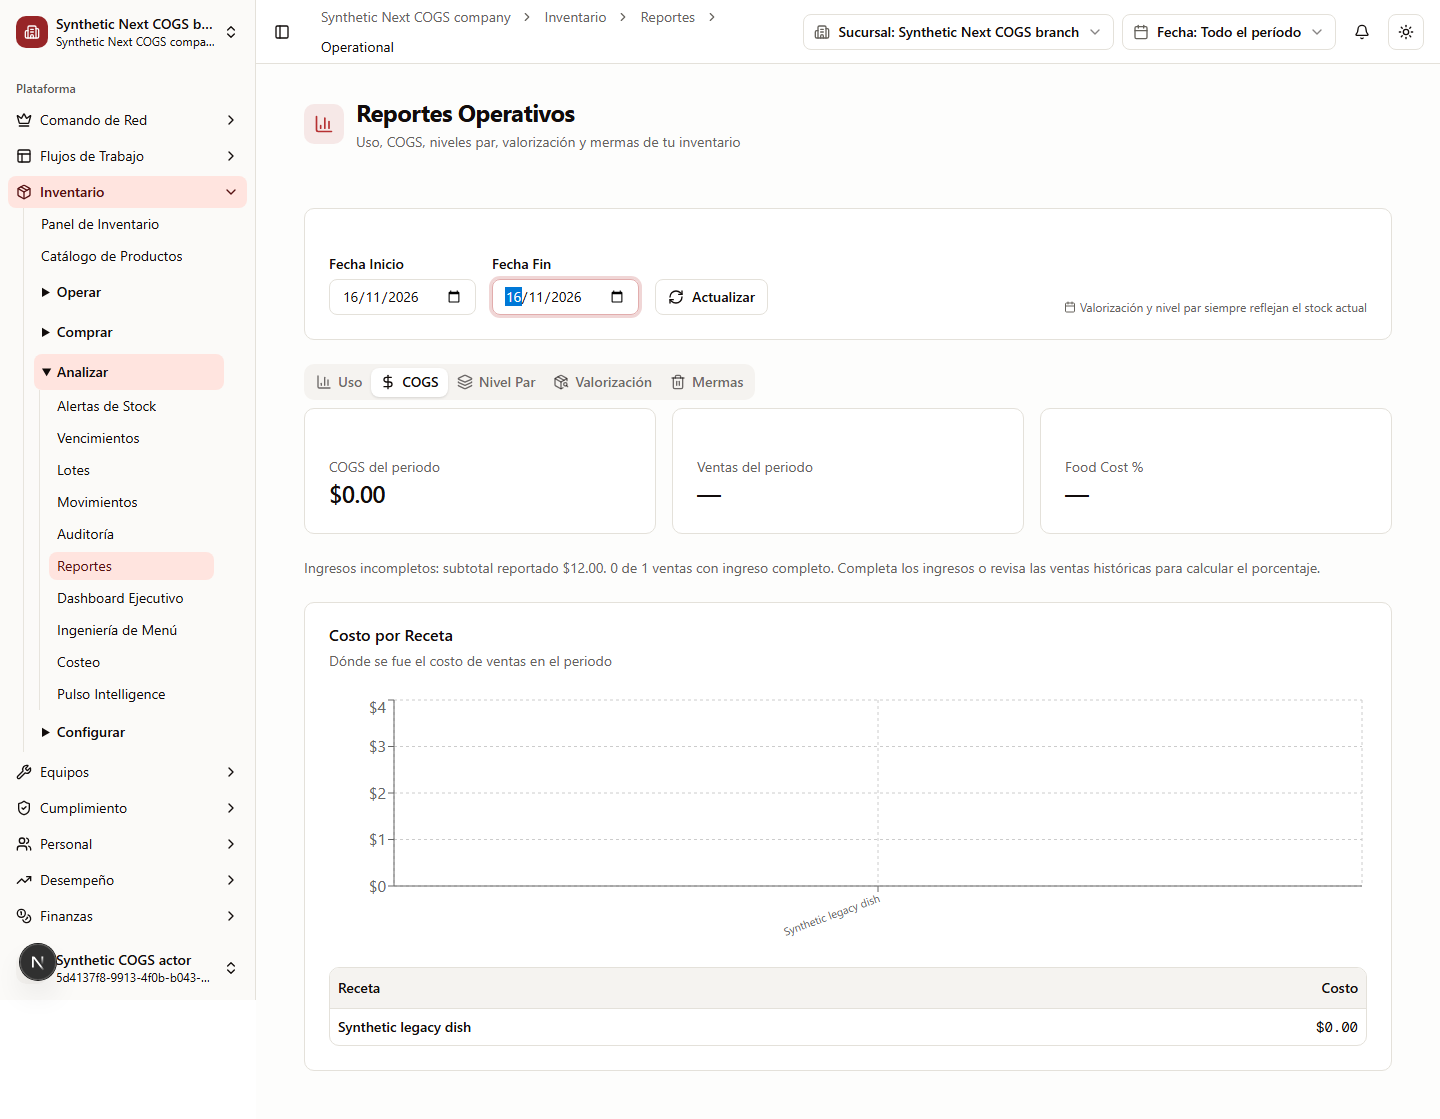 Synthetic Next COGS b...
Synthetic Next COGS compa...
Plataforma
Comando de Red
Flujos de Trabajo
Inventario
Panel de Inventario
Catálogo de Productos
Operar
Comprar
Analizar
Alertas de Stock
Vencimientos
Lotes
Movimientos
Auditoría
Reportes
Dashboard Ejecutivo
Ingeniería de Menú
Costeo
Pulso Intelligence
Configurar
Equipos
Cumplimiento
Personal
Desempeño
Finanzas
N
Synthetic COGS actor
5d4137f8-9913-4f0b-b043-...
Synthetic Next COGS company > Inventario > Reportes >
Operational
Sucursal: Synthetic Next COGS branch
Fecha: Todo el período
Reportes Operativos
Uso, COGS, niveles par, valorización y mermas de tu inventario
Fecha Inicio
16/11/2026
Fecha Fin
16/11/2026
Actualizar
Valorización y nivel par siempre reflejan el stock actual
Uso
COGS
Nivel Par
Valorización
Mermas
COGS del periodo
$0.00
Ventas del periodo
—
Food Cost %
—
Ingresos incompletos: subtotal reportado $12.00. 0 de 1 ventas con ingreso completo. Completa los ingresos o revisa las ventas históricas para calcular el porcentaje.
Costo por Receta
Dónde se fue el costo de ventas en el periodo
$4
$3
$2
$1
$0
Synthetic legacy dish
Receta Costo
Synthetic legacy dish $0.00